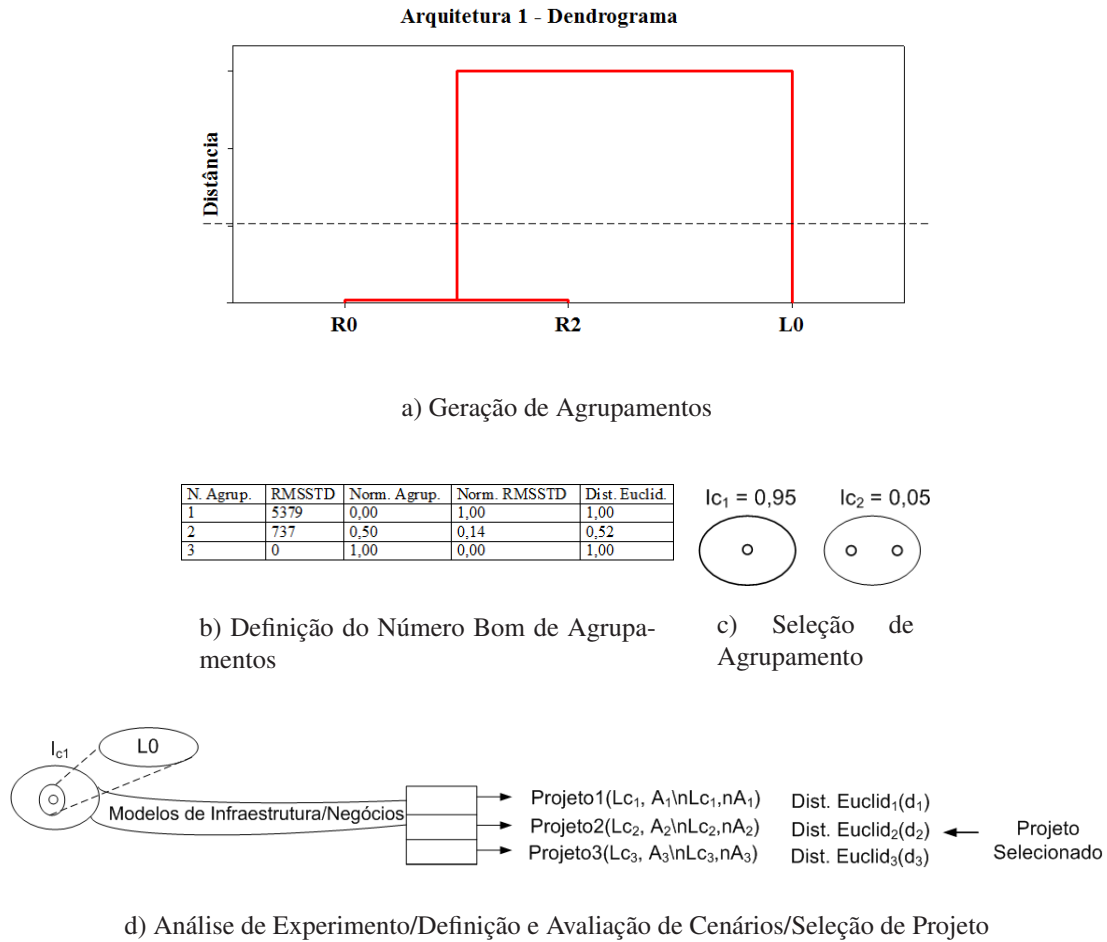 Arquitetura 1 - Dendrograma
Distância
R0 R2 L0
a) Geração de Agrupamentos
N. Agrup. RMSSTD Norm. Agrup. Norm. RMSSTD Dist. Euclid.
1 5379 0,00 1,00 1,00
2 737 0,50 0,14 0,52
3 0 1,00 0,00 1,00
Ic₁ = 0,95 Ic₂ = 0,05
b) Definição do Número Bom de Agrupa-
mentos
c) Seleção de
Agrupamento
I_c1
L0
Modelos de Infraestrutura/Negócios
Projeto1(Lc₁, A₁\nLc₁,nA₁) Dist. Euclid₁(d₁)
Projeto2(Lc₂, A₂\nLc₂,nA₂) Dist. Euclid₂(d₂)
Projeto3(Lc₃, A₃\nLc₃,nA₃) Dist. Euclid₃(d₃)
Projeto
Selecionado
d) Análise de Experimento/Definição e Avaliação de Cenários/Seleção de Projeto